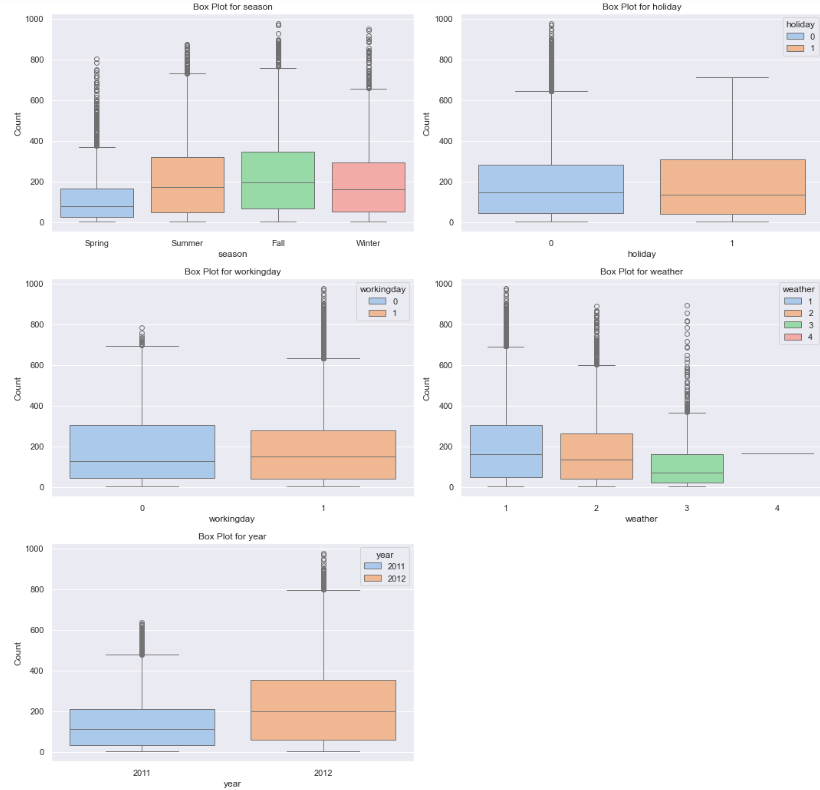 Box Plot for season
1000
800
600
400
200
0
Count
Spring Summer Fall Winter
season
Box Plot for holiday
1000
800
600
400
200
0
Count
holiday
0
1
0 1
holiday
Box Plot for workingday
1000
800
600
400
200
0
Count
workingday
0
1
0 1
workingday
Box Plot for weather
1000
800
600
400
200
0
Count
weather
1
2
3
4
1 2 3 4
weather
Box Plot for year
1000
800
600
400
200
0
Count
year
2011
2012
2011 2012
year